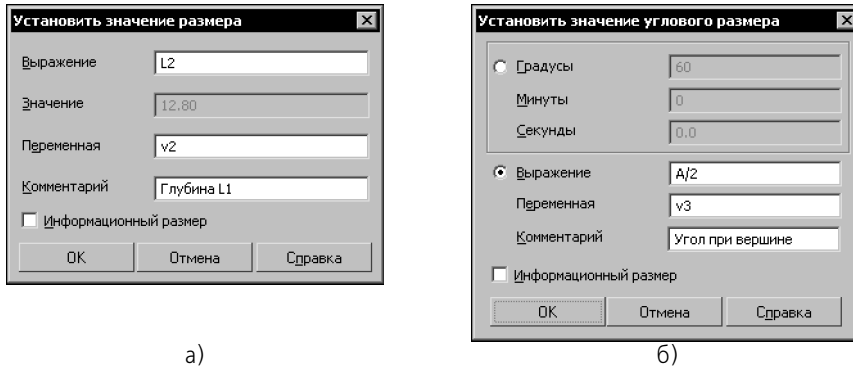 Установить значение размера
Выражение L2
Значение 12.80
Переменная v2
Комментарий Глубина L1
Информационный размер
OK Отмена Справка
а)
Установить значение углового размера
Градусы 60
Минуты 0
Секунды 0.0
Выражение A/2
Переменная v3
Комментарий Угол при вершине
Информационный размер
OK Отмена Справка
б)